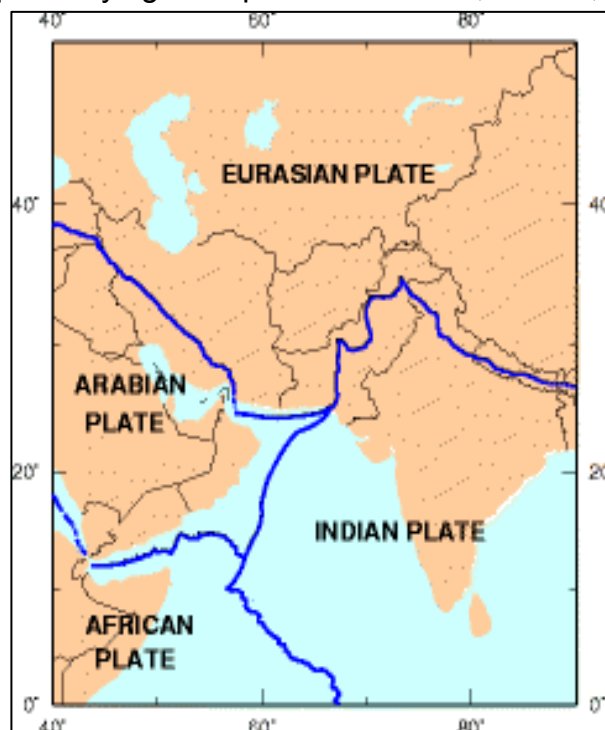 40˚ 60˚ 80˚
EURASIAN PLATE
40˚ 40
ARABIAN
PLATE
20˚ 20˚
INDIAN PLATE
AFRICAN
PLATE
0˚ 0˚
40˚ 60˚ 80˚